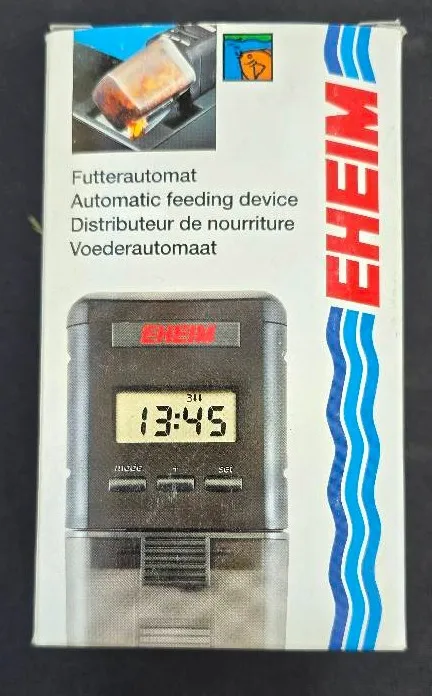 Futterautomat
Automatic feeding device
Distributeur de nourriture
Voederautomaat
EHEIM
EHEIM
13:45
mode + set